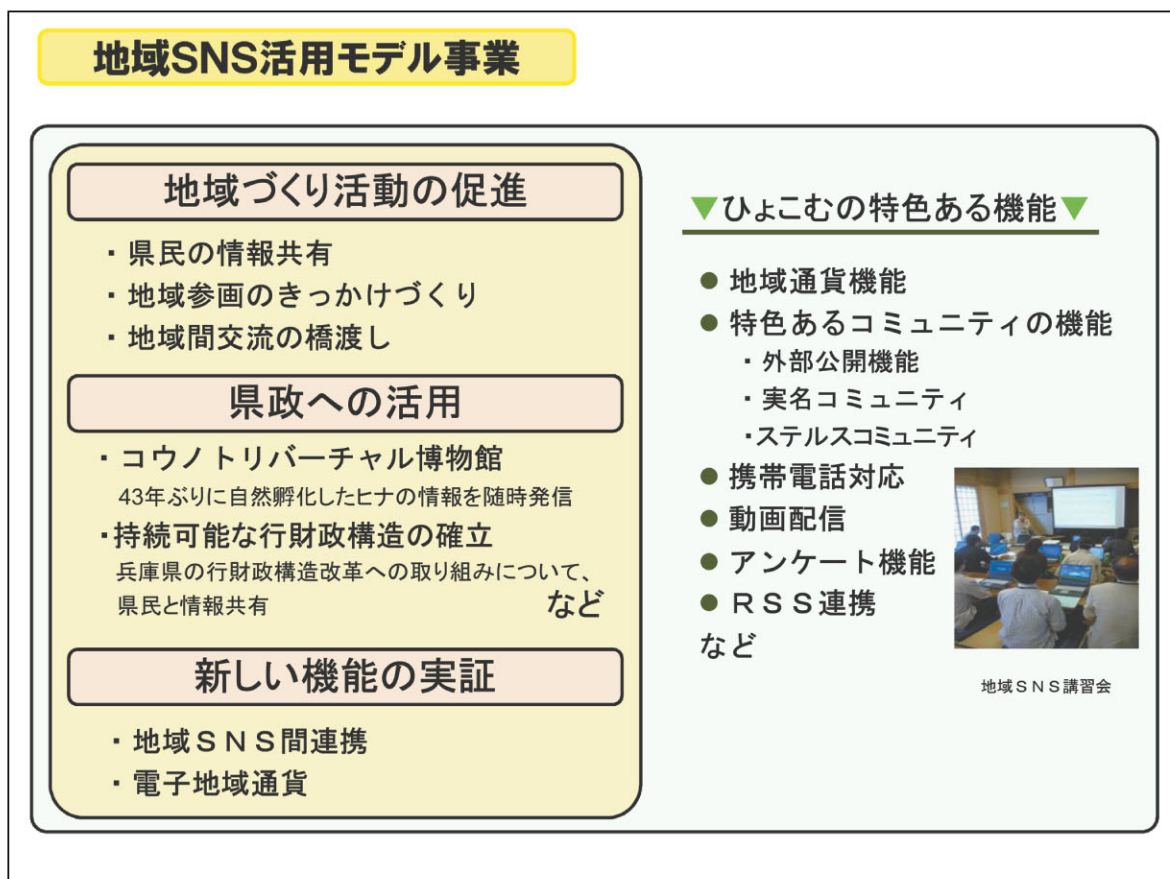 地域SNS活用モデル事業
地域づくり活動の促進
・県民の情報共有
・地域参画のきっかけづくり
・地域間交流の橋渡し
県政への活用
・コウノトリバーチャル博物館
43年ぶりに自然孵化したヒナの情報を随時発信
・持続可能な行財政構造の確立
兵庫県の行財政構造改革への取り組みについて、
県民と情報共有 など
新しい機能の実証
・地域ＳＮＳ間連携
・電子地域通貨
▼ひょこむの特色ある機能▼
● 地域通貨機能
● 特色あるコミュニティの機能
・外部公開機能
・実名コミュニティ
・ステルスコミュニティ
● 携帯電話対応
● 動画配信
● アンケート機能
● ＲＳＳ連携
など
地域ＳＮＳ講習会